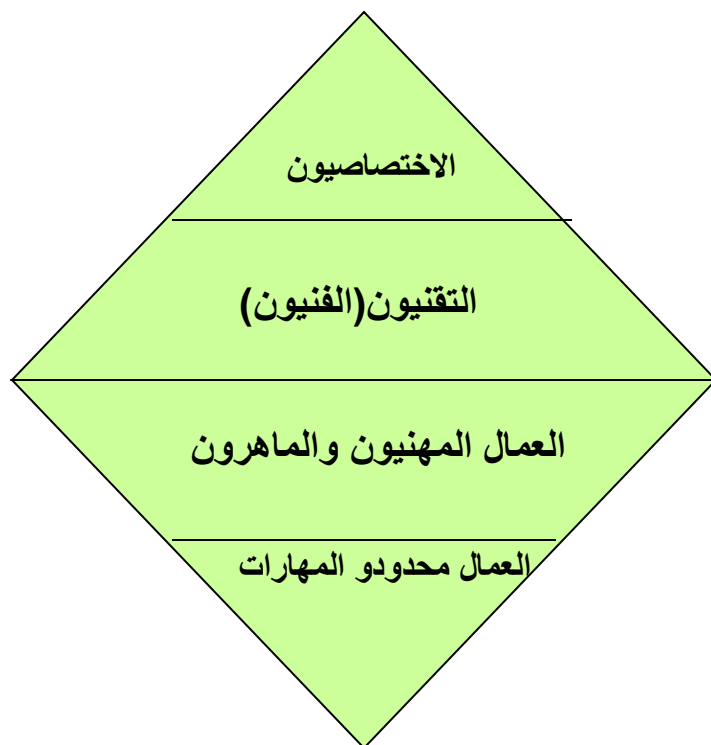 الاختصاصيون
التقنيون(الفنيون)
العمال المهنيون والماهرون
العمال محدودو المهارات